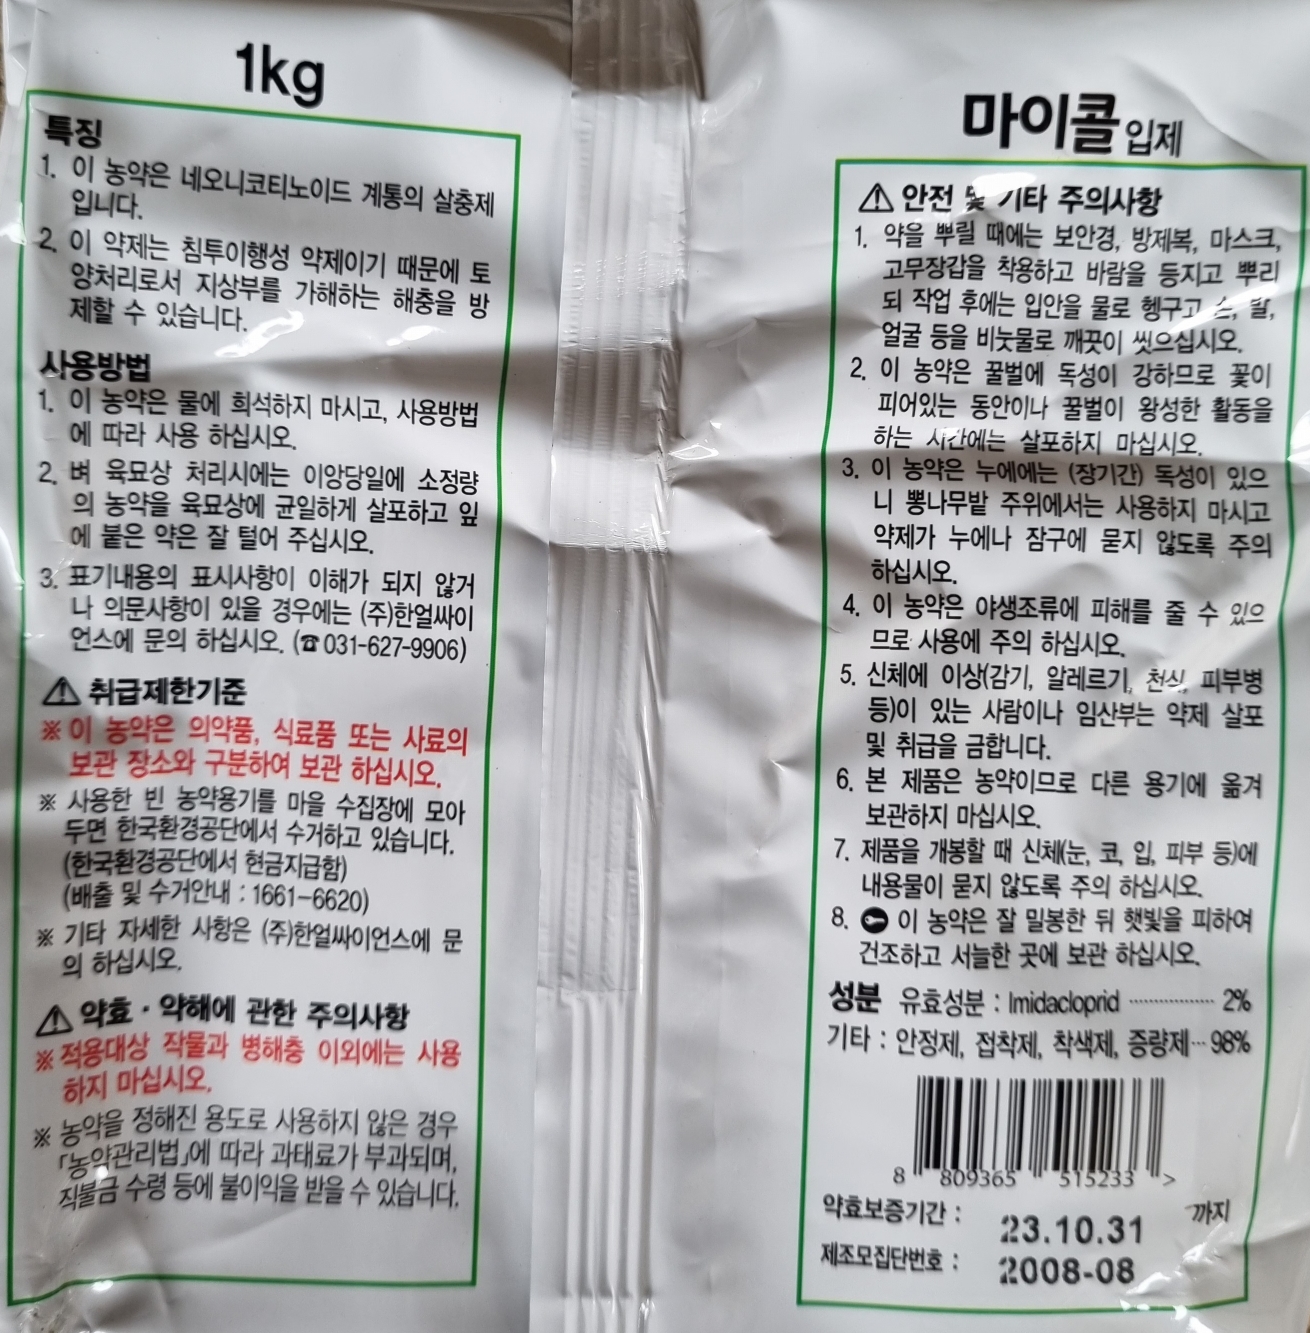 1kg
특징
1. 이 농약은 네오니코티노이드 계통의 살충제
입니다.
2. 이 약제는 침투이행성 약제이기 때문에 토
양처리로서 지상부를 가해하는 해충을 방
제할 수 있습니다.
사용방법
1. 이 농약은 물에 희석하지 마시고, 사용방법
에 따라 사용 하십시오.
2. 벼 육묘상 처리시에는 이앙당일에 소정량
의 농약을 육묘상에 균일하게 살포하고 잎
에 붙은 약은 잘 털어 주십시오.
3. 표기내용의 표시사항이 이해가 되지 않거
나 의문사항이 있을 경우에는 (주)한얼싸이
언스에 문의 하십시오. (☎031-627-9906)
⚠ 취급제한기준
※ 이 농약은 의약품, 식료품 또는 사료의
보관 장소와 구분하여 보관 하십시오.
※ 사용한 빈 농약용기를 마을 수집장에 모아
두면 한국환경공단에서 수거하고 있습니다.
(한국환경공단에서 현금지급함)
(배출 및 수거안내 : 1661-6620)
※ 기타 자세한 사항은 (주)한얼싸이언스에 문
의 하십시오.
⚠ 약효 · 약해에 관한 주의사항
※ 적용대상 작물과 병해충 이외에는 사용
하지 마십시오.
※ 농약을 정해진 용도로 사용하지 않은 경우
「농약관리법」에 따라 과태료가 부과되며,
직불금 수령 등에 불이익을 받을 수 있습니다.
마이콜 입제
⚠ 안전 및 기타 주의사항
1. 약을 뿌릴 때에는 보안경, 방제복, 마스크,
고무장갑을 착용하고 바람을 등지고 뿌리
되 작업 후에는 입안을 물로 헹구고 손, 발,
얼굴 등을 비눗물로 깨끗이 씻으십시오.
2. 이 농약은 꿀벌에 독성이 강하므로 꽃이
피어있는 동안이나 꿀벌이 왕성한 활동을
하는 시간에는 살포하지 마십시오.
3. 이 농약은 누에에는 (장기간) 독성이 있으
니 뽕나무밭 주위에서는 사용하지 마시고
약제가 누에나 잠구에 묻지 않도록 주의
하십시오.
4. 이 농약은 야생조류에 피해를 줄 수 있으
므로 사용에 주의 하십시오.
5. 신체에 이상(감기, 알레르기, 천식, 피부병
등)이 있는 사람이나 임산부는 약제 살포
및 취급을 금합니다.
6. 본 제품은 농약이므로 다른 용기에 옮겨
보관하지 마십시오.
7. 제품을 개봉할 때 신체(눈, 코, 입, 피부 등)에
내용물이 묻지 않도록 주의 하십시오.
8. 이 농약은 잘 밀봉한 뒤 햇빛을 피하여
건조하고 서늘한 곳에 보관 하십시오.
성분 유효성분 : Imidacloprid ················ 2%
기타 : 안정제, 접착제, 착색제, 증량제··· 98%
8 809365 515233 >
약효보증기간 : 23.10.31 까지
제조모집단번호 : 2008-08